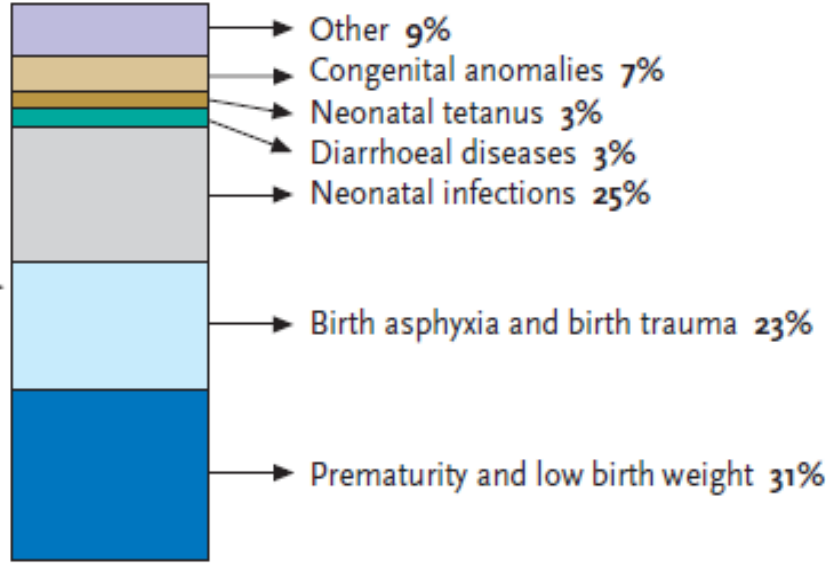 Other 9%
Congenital anomalies 7%
Neonatal tetanus 3%
Diarrhoeal diseases 3%
Neonatal infections 25%
Birth asphyxia and birth trauma 23%
Prematurity and low birth weight 31%